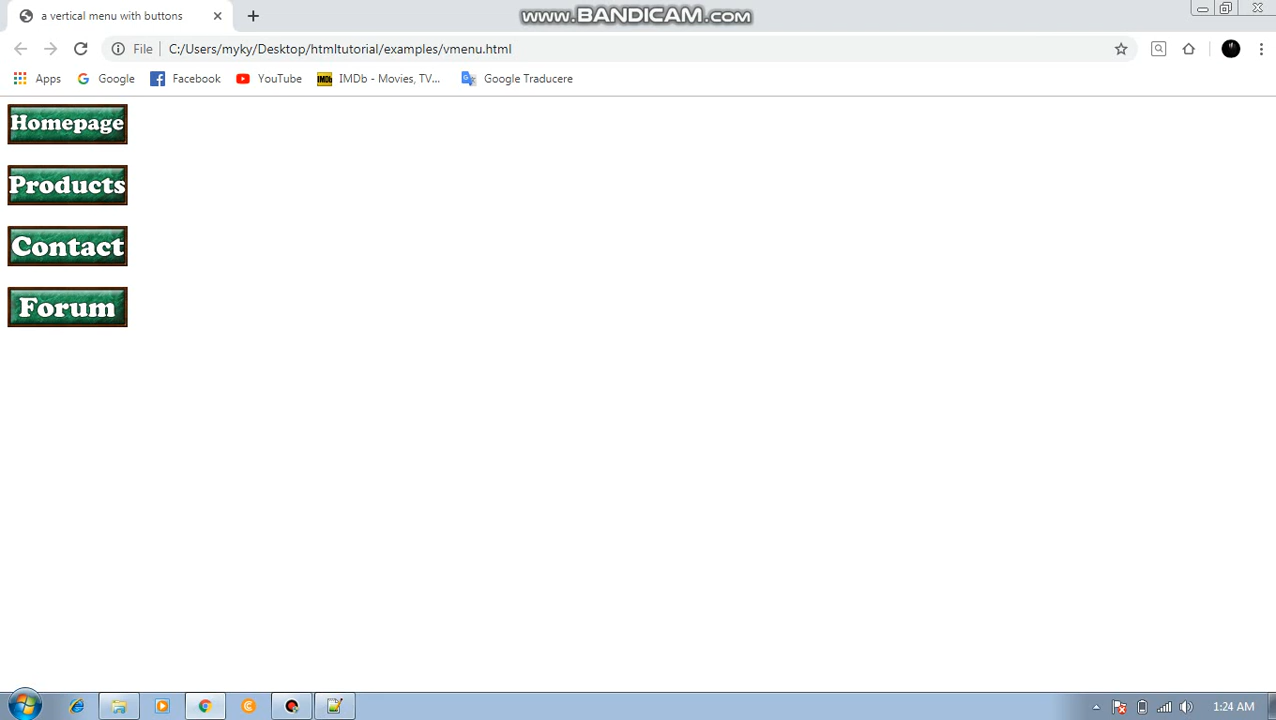 a vertical menu with buttons
www.BANDICAM.com
File C:/Users/myky/Desktop/htmltutorial/examples/vmenu.html
Apps Google Facebook YouTube IMDb IMDb - Movies, TV... Google Traducere
Homepage
Products
Contact
Forum
1:24 AM